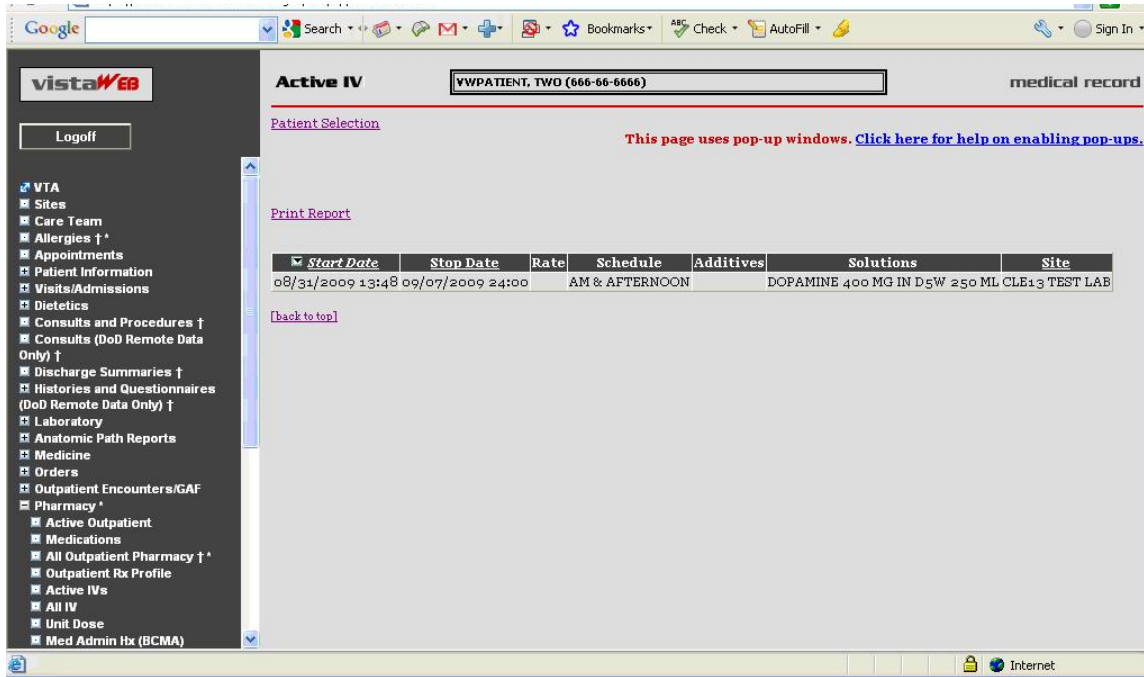 Google Search Bookmarks ABC Check AutoFill Sign In
vistaWEB
Active IV VWPATIENT, TWO (666-66-6666) medical record
Logoff
Patient Selection
This page uses pop-up windows. Click here for help on enabling pop-ups.
Print Report
Start Date Stop Date Rate Schedule Additives Solutions Site
08/31/2009 13:48 09/07/2009 24:00 AM & AFTERNOON DOPAMINE 400 MG IN D5W 250 ML CLE13 TEST LAB
[back to top]
VTA
Sites
Care Team
Allergies † *
Appointments
Patient Information
Visits/Admissions
Dietetics
Consults and Procedures †
Consults (DoD Remote Data
Only) †
Discharge Summaries †
Histories and Questionnaires
(DoD Remote Data Only) †
Laboratory
Anatomic Path Reports
Medicine
Orders
Outpatient Encounters/GAF
Pharmacy *
Active Outpatient
Medications
All Outpatient Pharmacy † *
Outpatient Rx Profile
Active IVs
All IV
Unit Dose
Med Admin Hx (BCMA)
Internet